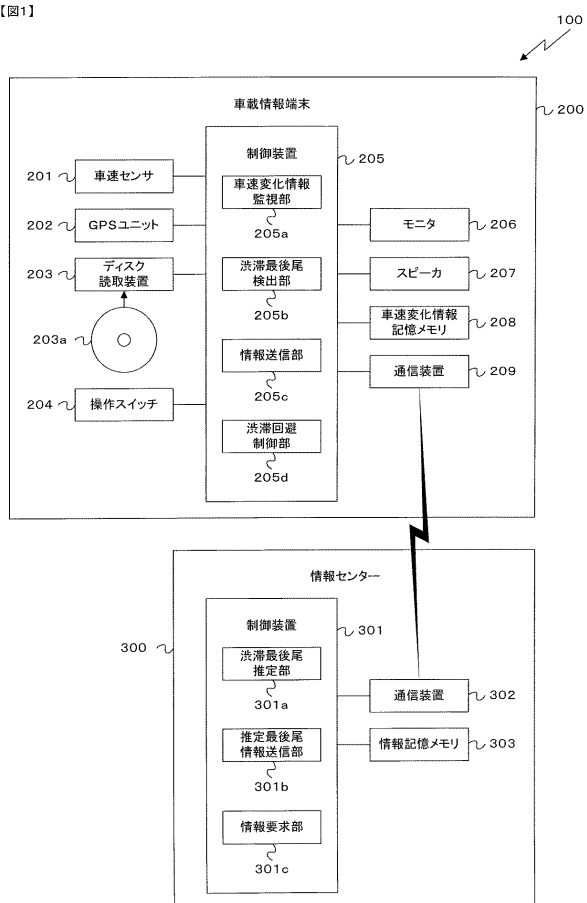 【図1】
100
車載情報端末
200
制御装置
205
201
車速センサ
車速変化情報
監視部
205a
202
GPSユニット
モニタ
206
203
ディスク
読取装置
渋滞最後尾
検出部
205b
スピーカ
207
203a
車速変化情報
記憶メモリ
208
情報送信部
205c
通信装置
209
204
操作スイッチ
渋滞回避
制御部
205d
情報センター
300
制御装置
301
渋滞最後尾
推定部
301a
通信装置
302
推定最後尾
情報送信部
301b
情報記憶メモリ
303
情報要求部
301c